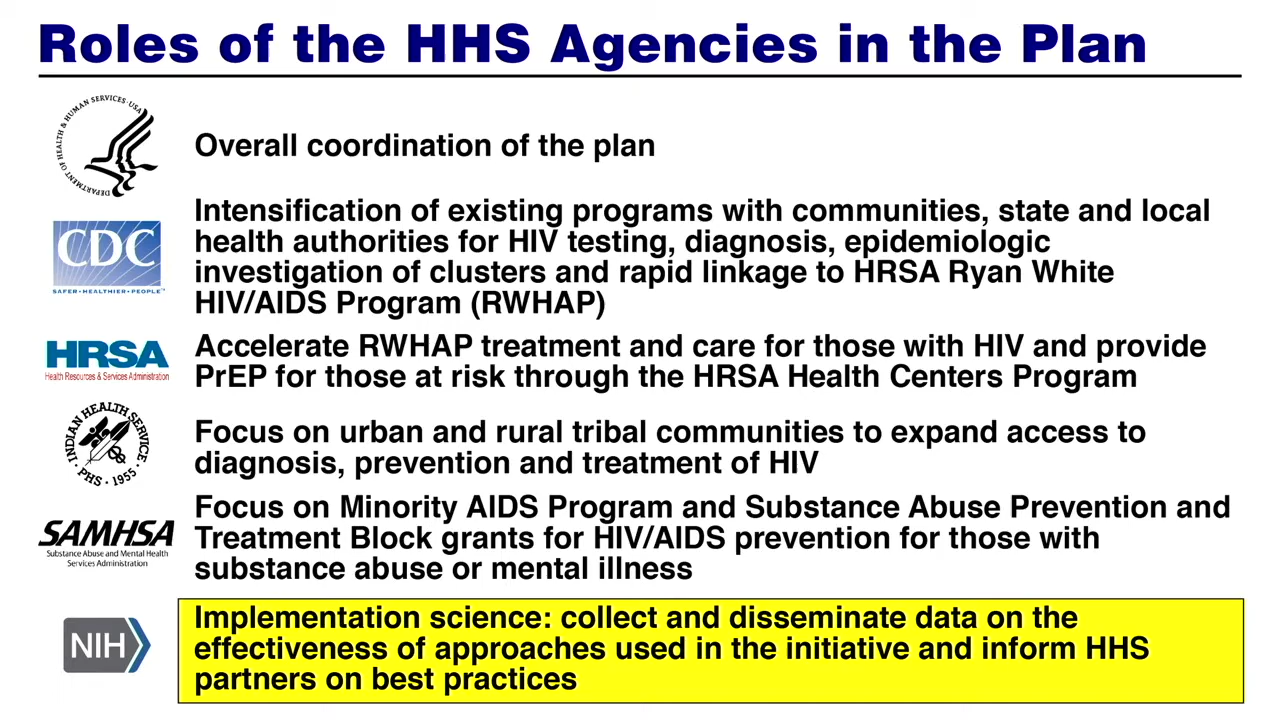 Roles of the HHS Agencies in the Plan
DEPARTMENT OF HEALTH & HUMAN SERVICES·USA
Overall coordination of the plan
CDC
SAFER·HEALTHIER·PEOPLE™
Intensification of existing programs with communities, state and local
health authorities for HIV testing, diagnosis, epidemiologic
investigation of clusters and rapid linkage to HRSA Ryan White
HIV/AIDS Program (RWHAP)
HRSA
Health Resources & Services Administration
Accelerate RWHAP treatment and care for those with HIV and provide
PrEP for those at risk through the HRSA Health Centers Program
INDIAN HEALTH SERVICE
PHS · 1955
Focus on urban and rural tribal communities to expand access to
diagnosis, prevention and treatment of HIV
SAMHSA
Substance Abuse and Mental Health
Services Administration
Focus on Minority AIDS Program and Substance Abuse Prevention and
Treatment Block grants for HIV/AIDS prevention for those with
substance abuse or mental illness
NIH
Implementation science: collect and disseminate data on the
effectiveness of approaches used in the initiative and inform HHS
partners on best practices